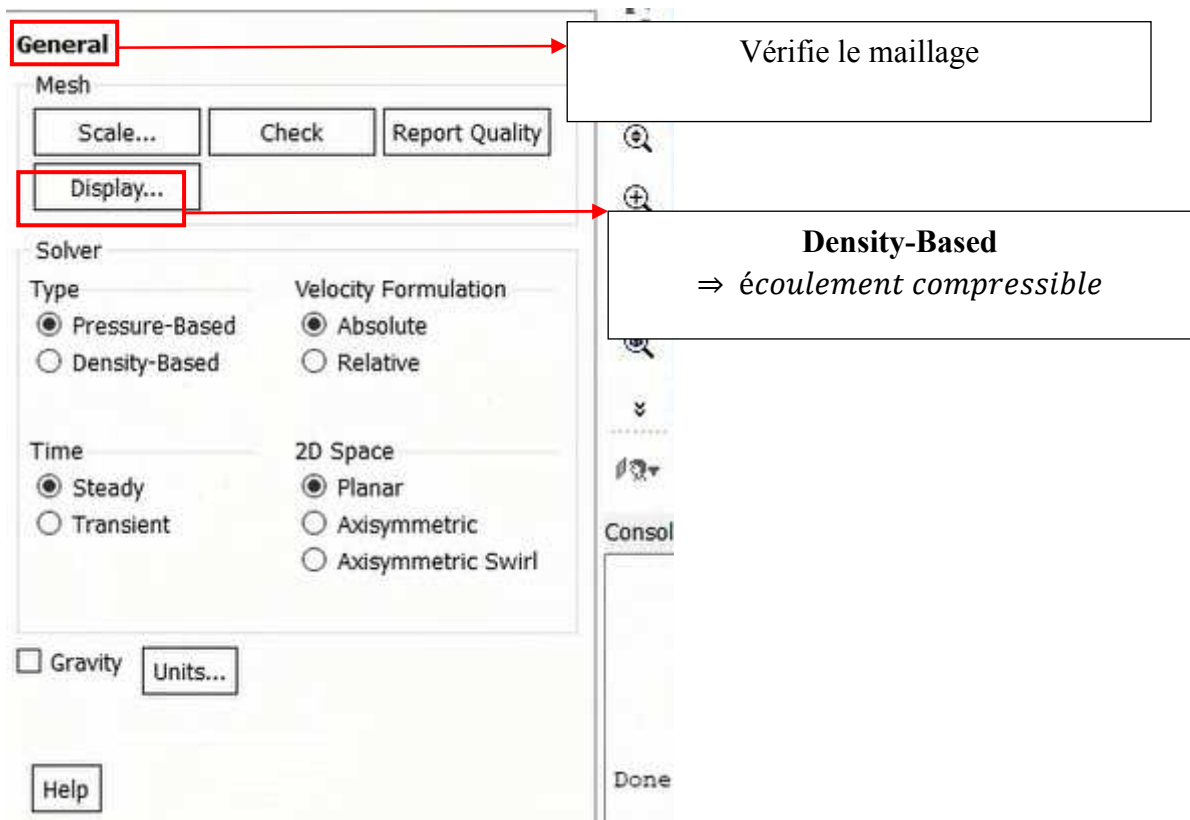 General
Vérifie le maillage
Mesh
Scale...
Check
Report Quality
Display...
Density-Based
⇒ écoulement compressible
Solver
Type
Velocity Formulation
Pressure-Based
Absolute
Density-Based
Relative
Time
2D Space
Steady
Planar
Transient
Axisymmetric
Axisymmetric Swirl
Consol
Gravity
Units...
Help
Done